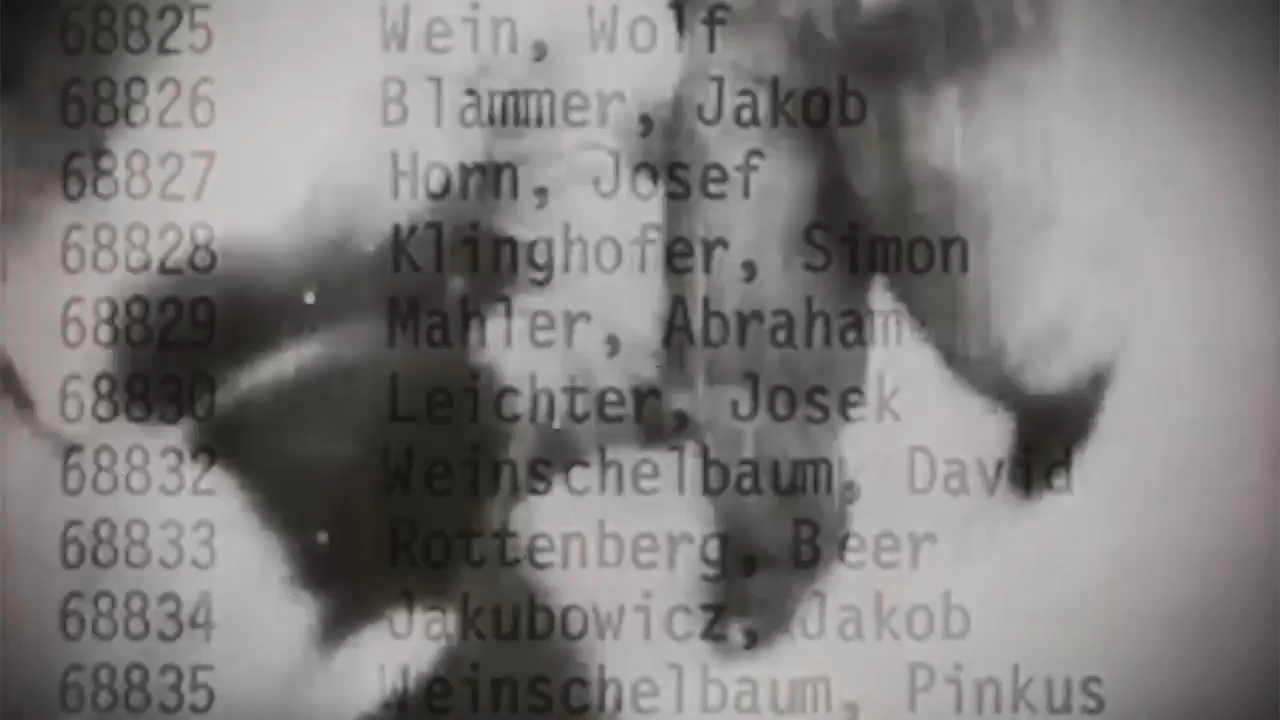 68825 Wein, Wolf
68826 Blammer, Jakob
68827 Horn, Josef
68828 Klinghofer, Simon
68829 Mahler, Abraham
68830 Leichter, Josek
68832 Weinschelbaum, David
68833 Rottenberg, Beer
68834 Jakubowicz, Jakob
68835 Weinschelbaum, Pinkus